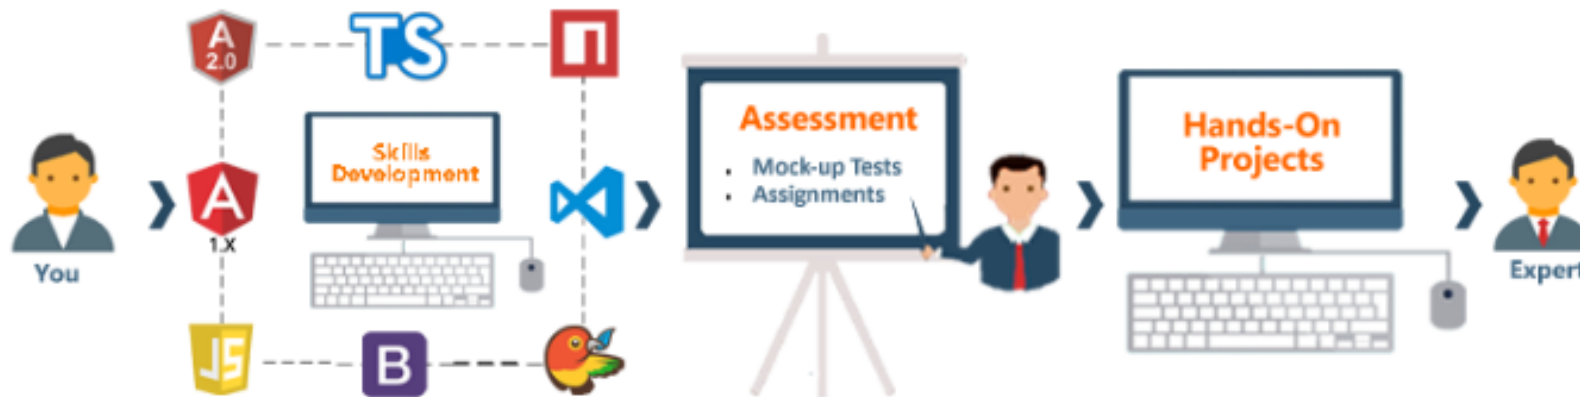 You
A
2.0
TS
A
1.X
JS
B
Skills
Development
Assessment
• Mock-up Tests
• Assignments
Hands-On
Projects
Expert